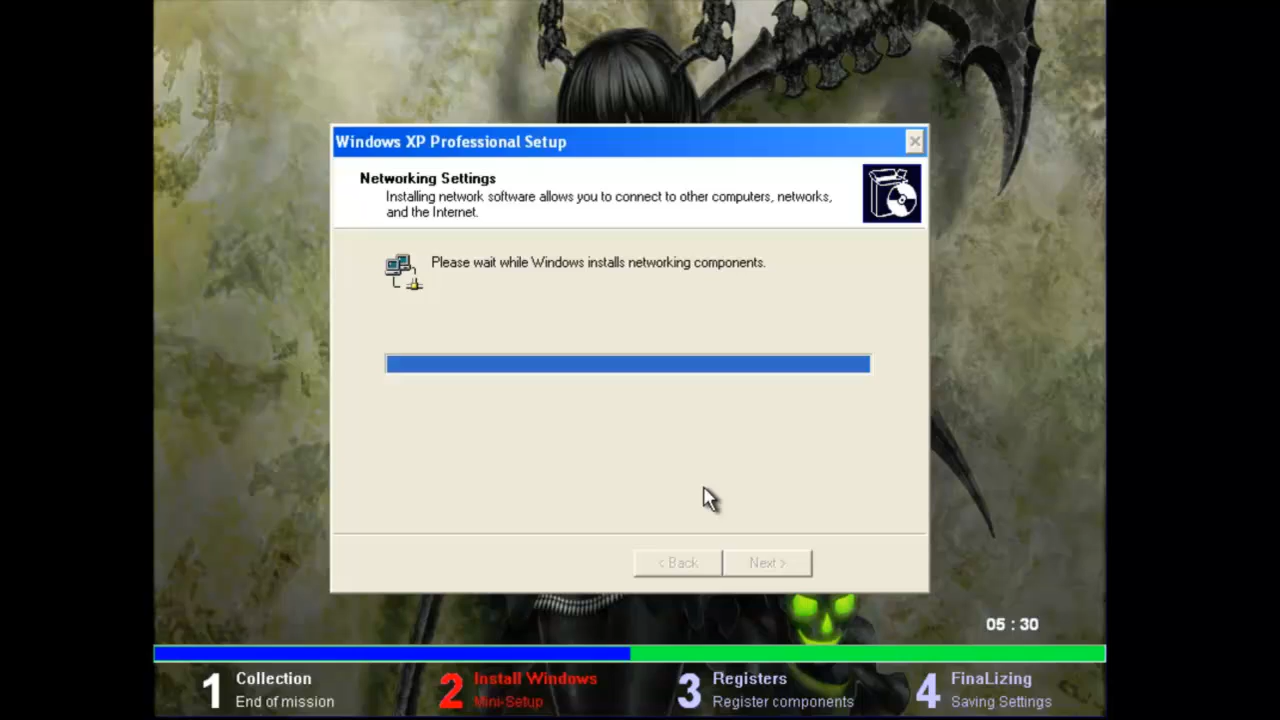 Windows XP Professional Setup
Networking Settings
Installing network software allows you to connect to other computers, networks,
and the Internet.
Please wait while Windows installs networking components.
< Back
Next >
05 : 30
1 Collection
End of mission
2 Install Windows
Mini-Setup
3 Registers
Register components
4 FinaLizing
Saving Settings